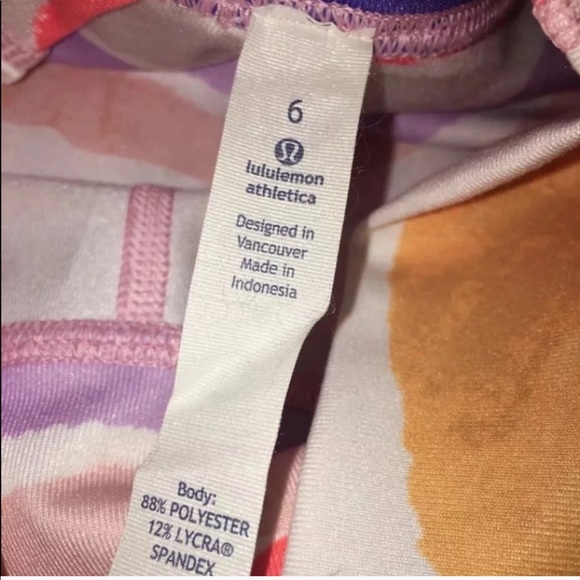 6
lululemon
athletica
Designed in
Vancouver
Made in
Indonesia
Body:
88% POLYESTER
12% LYCRA®
SPANDEX